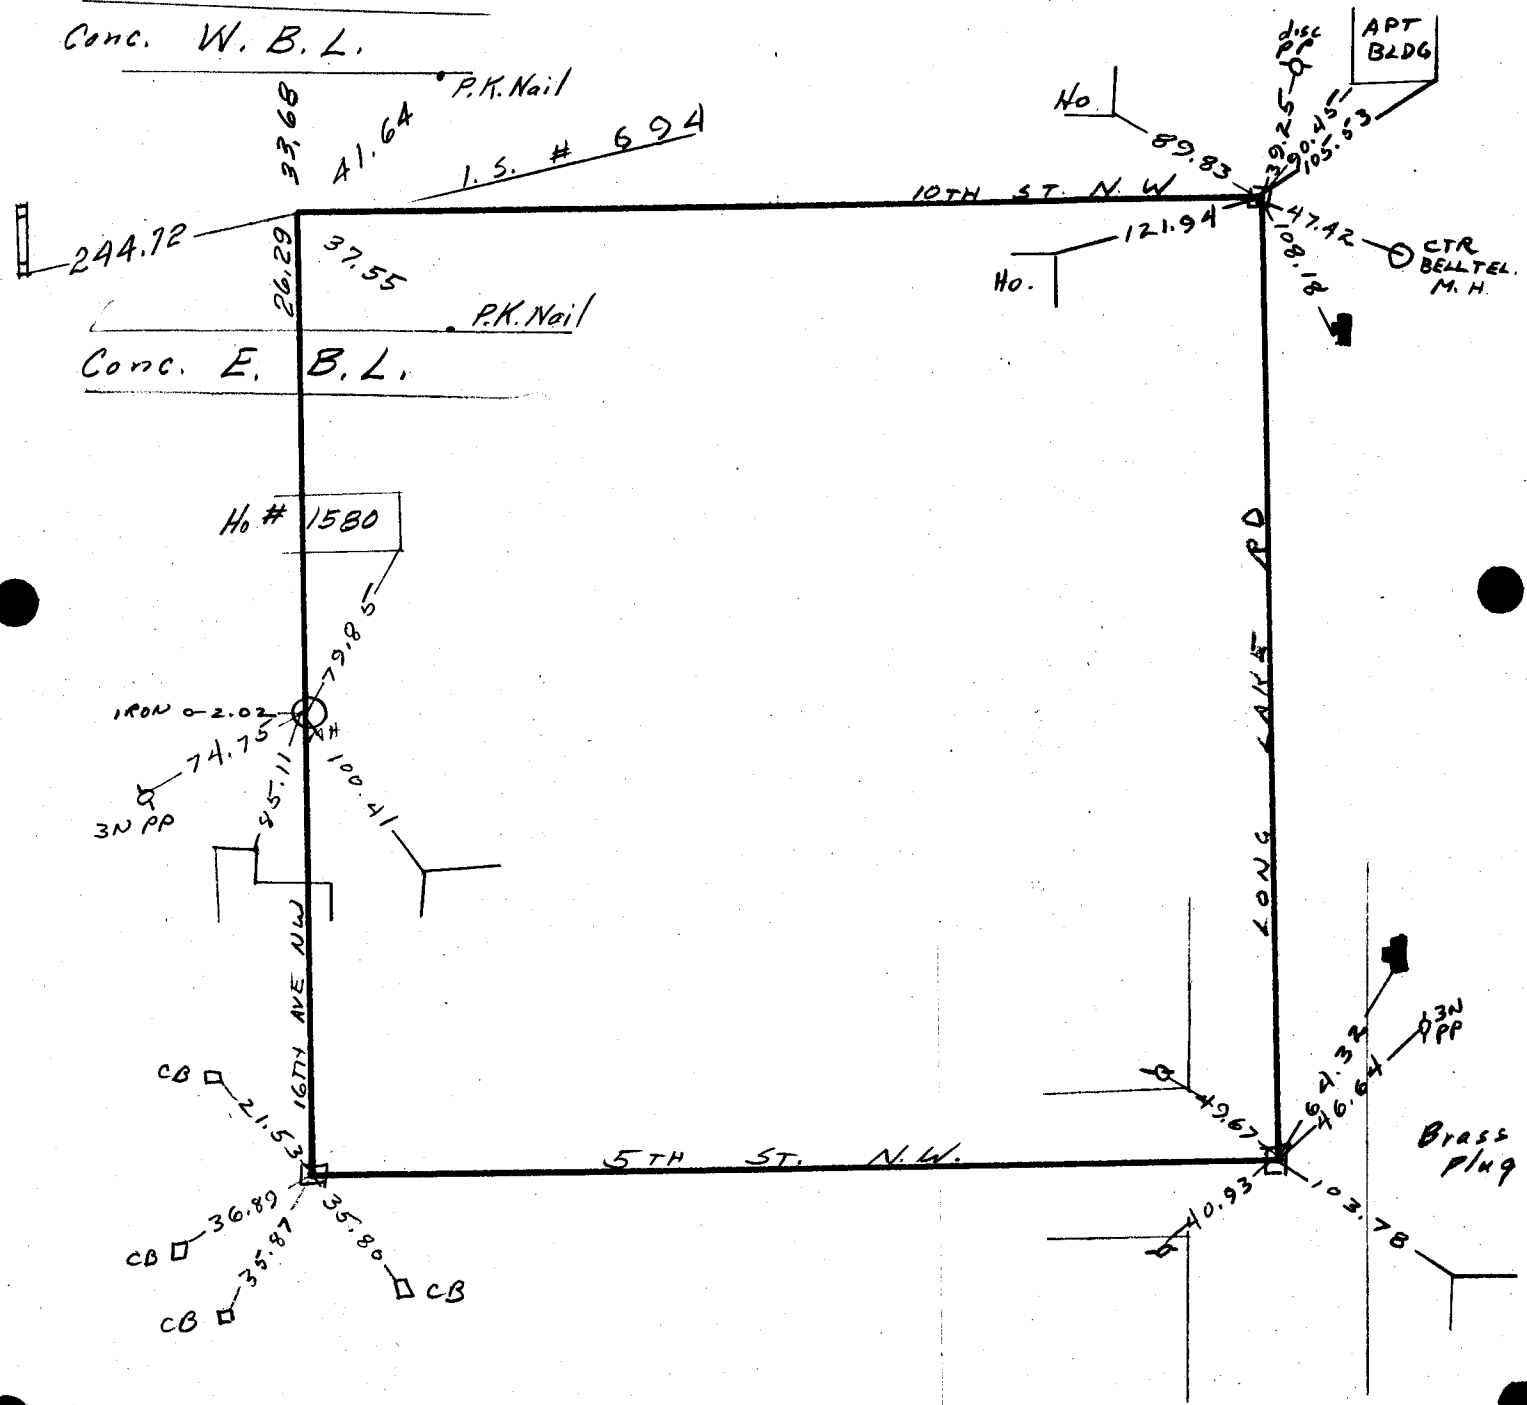 Conc. W. B. L.
P.K. Nail
33.68
41.64
I. S. # 694
244.72
26.29
37.55
P.K. Nail
Conc. E. B. L.
disc
PP
APT
BLDG
Ho.
89.83
39.25
90.45
105.53
10TH ST. N. W
121.94
Ho.
47.42
CTR
BELL TEL.
M. H.
108.18
Ho # 1580
79.85
IRON 2.02
74.75
3N PP
85.11
100.41
LONG LAKE RD
16TH AVE NW
CB
21.53
5TH ST. N.W.
36.89
CB
35.87
CB
35.80
CB
3N
PP
64.32
46.64
49.67
Brass
Plug
40.93
103.78